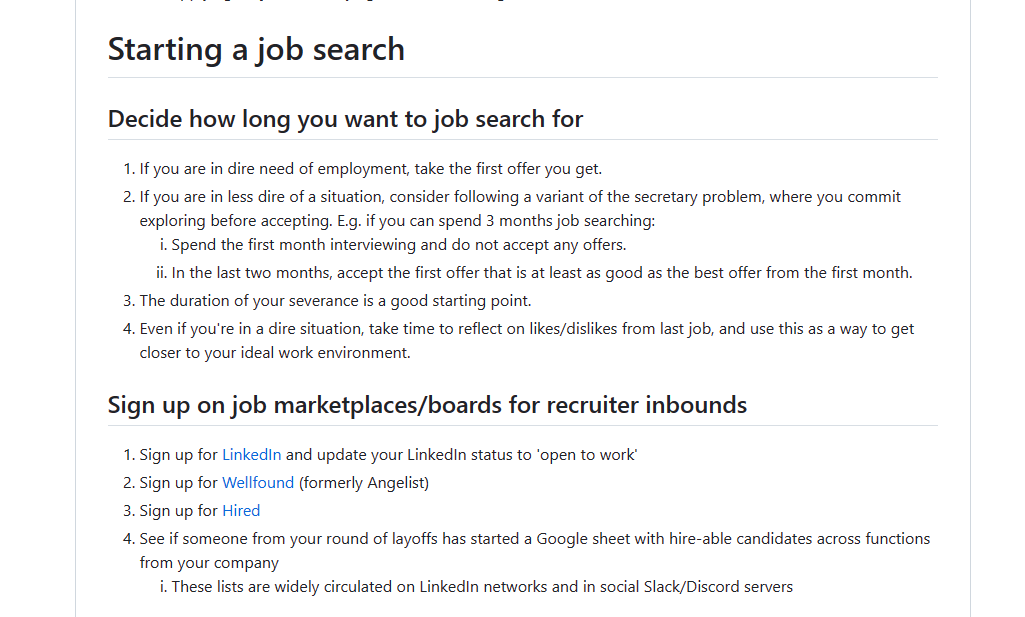 Starting a job search
Decide how long you want to job search for
1. If you are in dire need of employment, take the first offer you get.
2. If you are in less dire of a situation, consider following a variant of the secretary problem, where you commit
exploring before accepting. E.g. if you can spend 3 months job searching:
i. Spend the first month interviewing and do not accept any offers.
ii. In the last two months, accept the first offer that is at least as good as the best offer from the first month.
3. The duration of your severance is a good starting point.
4. Even if you're in a dire situation, take time to reflect on likes/dislikes from last job, and use this as a way to get
closer to your ideal work environment.
Sign up on job marketplaces/boards for recruiter inbounds
1. Sign up for LinkedIn and update your LinkedIn status to 'open to work'
2. Sign up for Wellfound (formerly Angelist)
3. Sign up for Hired
4. See if someone from your round of layoffs has started a Google sheet with hire-able candidates across functions
from your company
i. These lists are widely circulated on LinkedIn networks and in social Slack/Discord servers